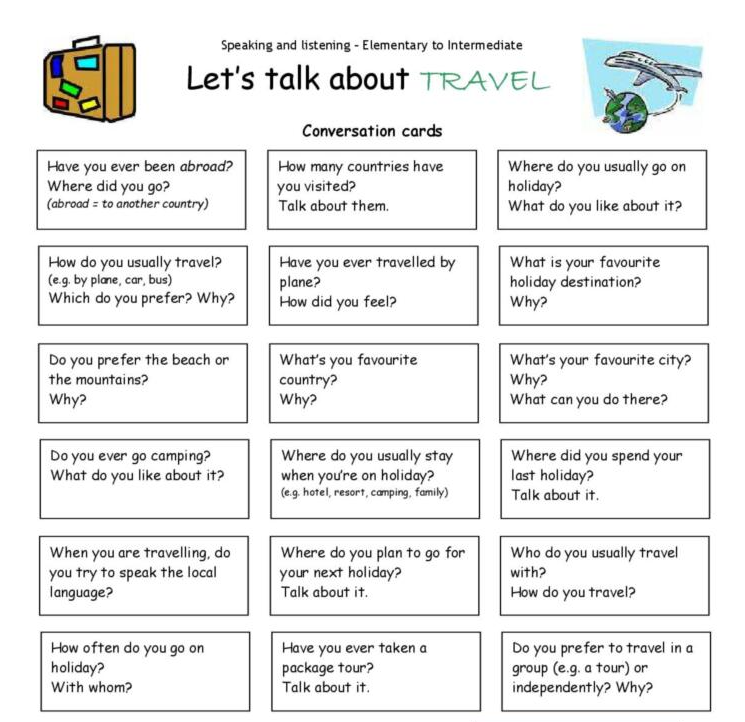 Speaking and listening - Elementary to Intermediate
Let's talk about TRAVEL
Conversation cards
Have you ever been abroad?
Where did you go?
(abroad = to another country)
How many countries have
you visited?
Talk about them.
Where do you usually go on
holiday?
What do you like about it?
How do you usually travel?
(e.g. by plane, car, bus)
Which do you prefer? Why?
Have you ever travelled by
plane?
How did you feel?
What is your favourite
holiday destination?
Why?
Do you prefer the beach or
the mountains?
Why?
What's you favourite
country?
Why?
What's your favourite city?
Why?
What can you do there?
Do you ever go camping?
What do you like about it?
Where do you usually stay
when you're on holiday?
(e.g. hotel, resort, camping, family)
Where did you spend your
last holiday?
Talk about it.
When you are travelling, do
you try to speak the local
language?
Where do you plan to go for
your next holiday?
Talk about it.
Who do you usually travel
with?
How do you travel?
How often do you go on
holiday?
With whom?
Have you ever taken a
package tour?
Talk about it.
Do you prefer to travel in a
group (e.g. a tour) or
independently? Why?